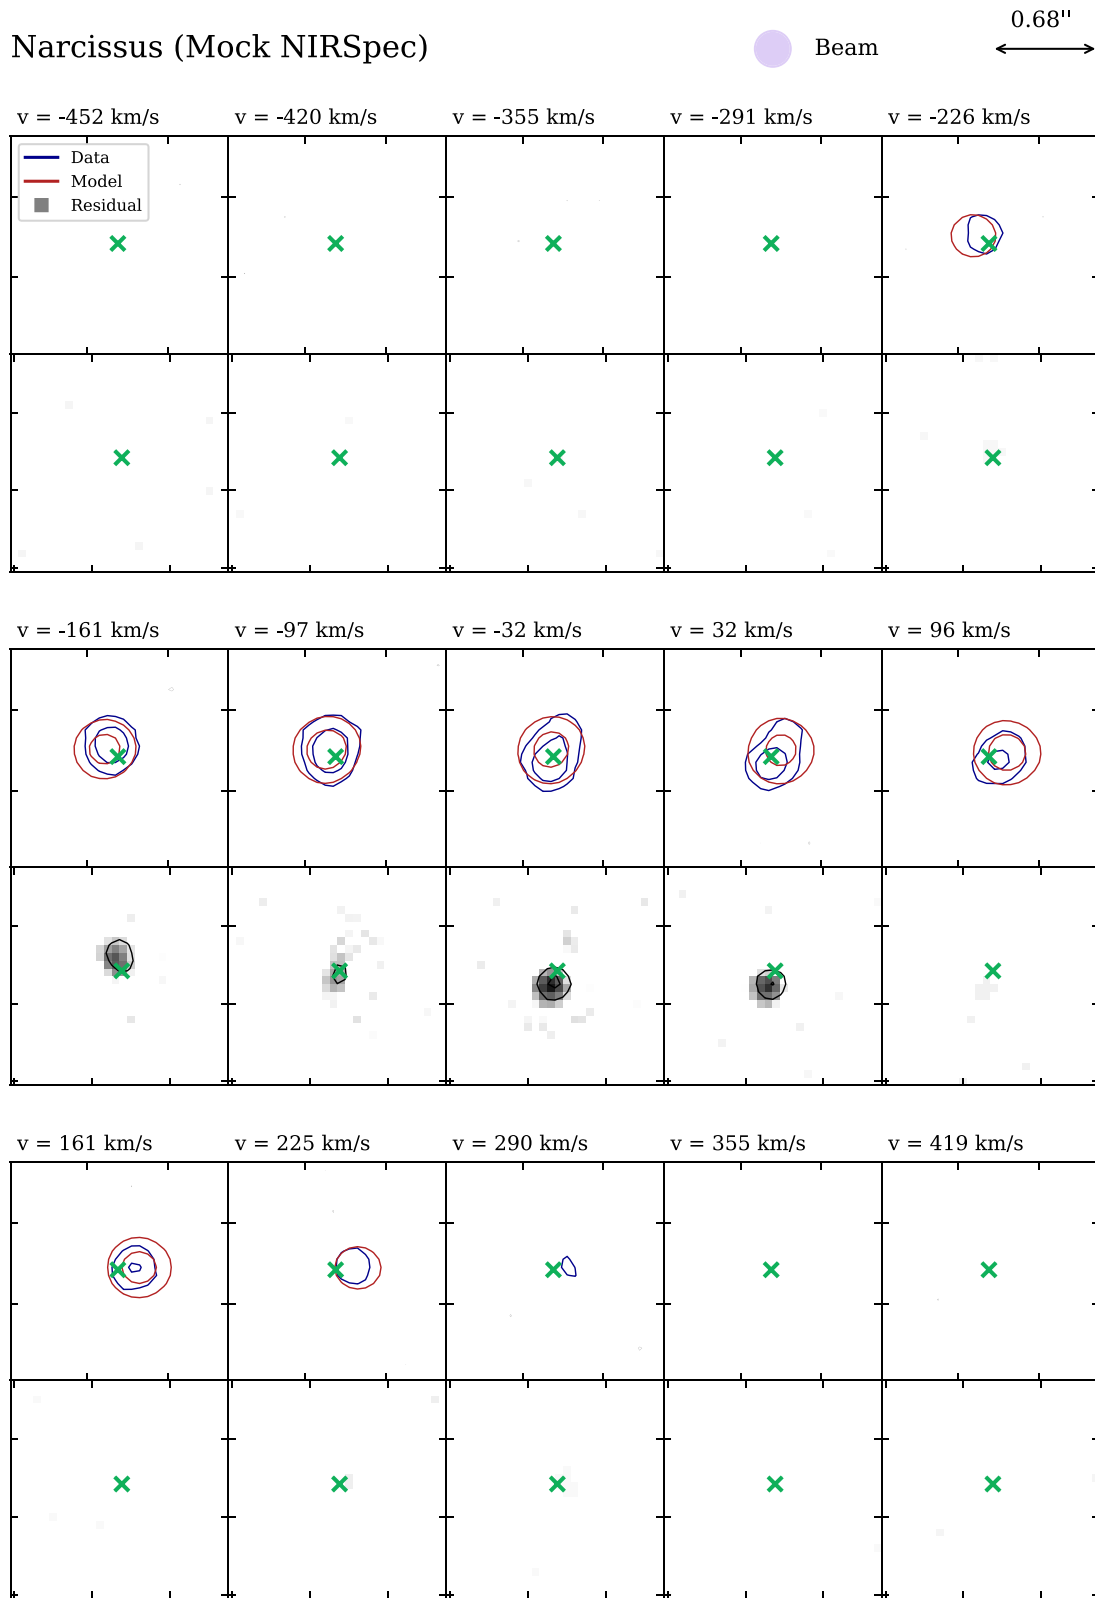 0.68''
Narcissus (Mock NIRSpec)
Beam
v = -452 km/s
v = -420 km/s
v = -355 km/s
v = -291 km/s
v = -226 km/s
Data
Model
Residual
v = -161 km/s
v = -97 km/s
v = -32 km/s
v = 32 km/s
v = 96 km/s
v = 161 km/s
v = 225 km/s
v = 290 km/s
v = 355 km/s
v = 419 km/s